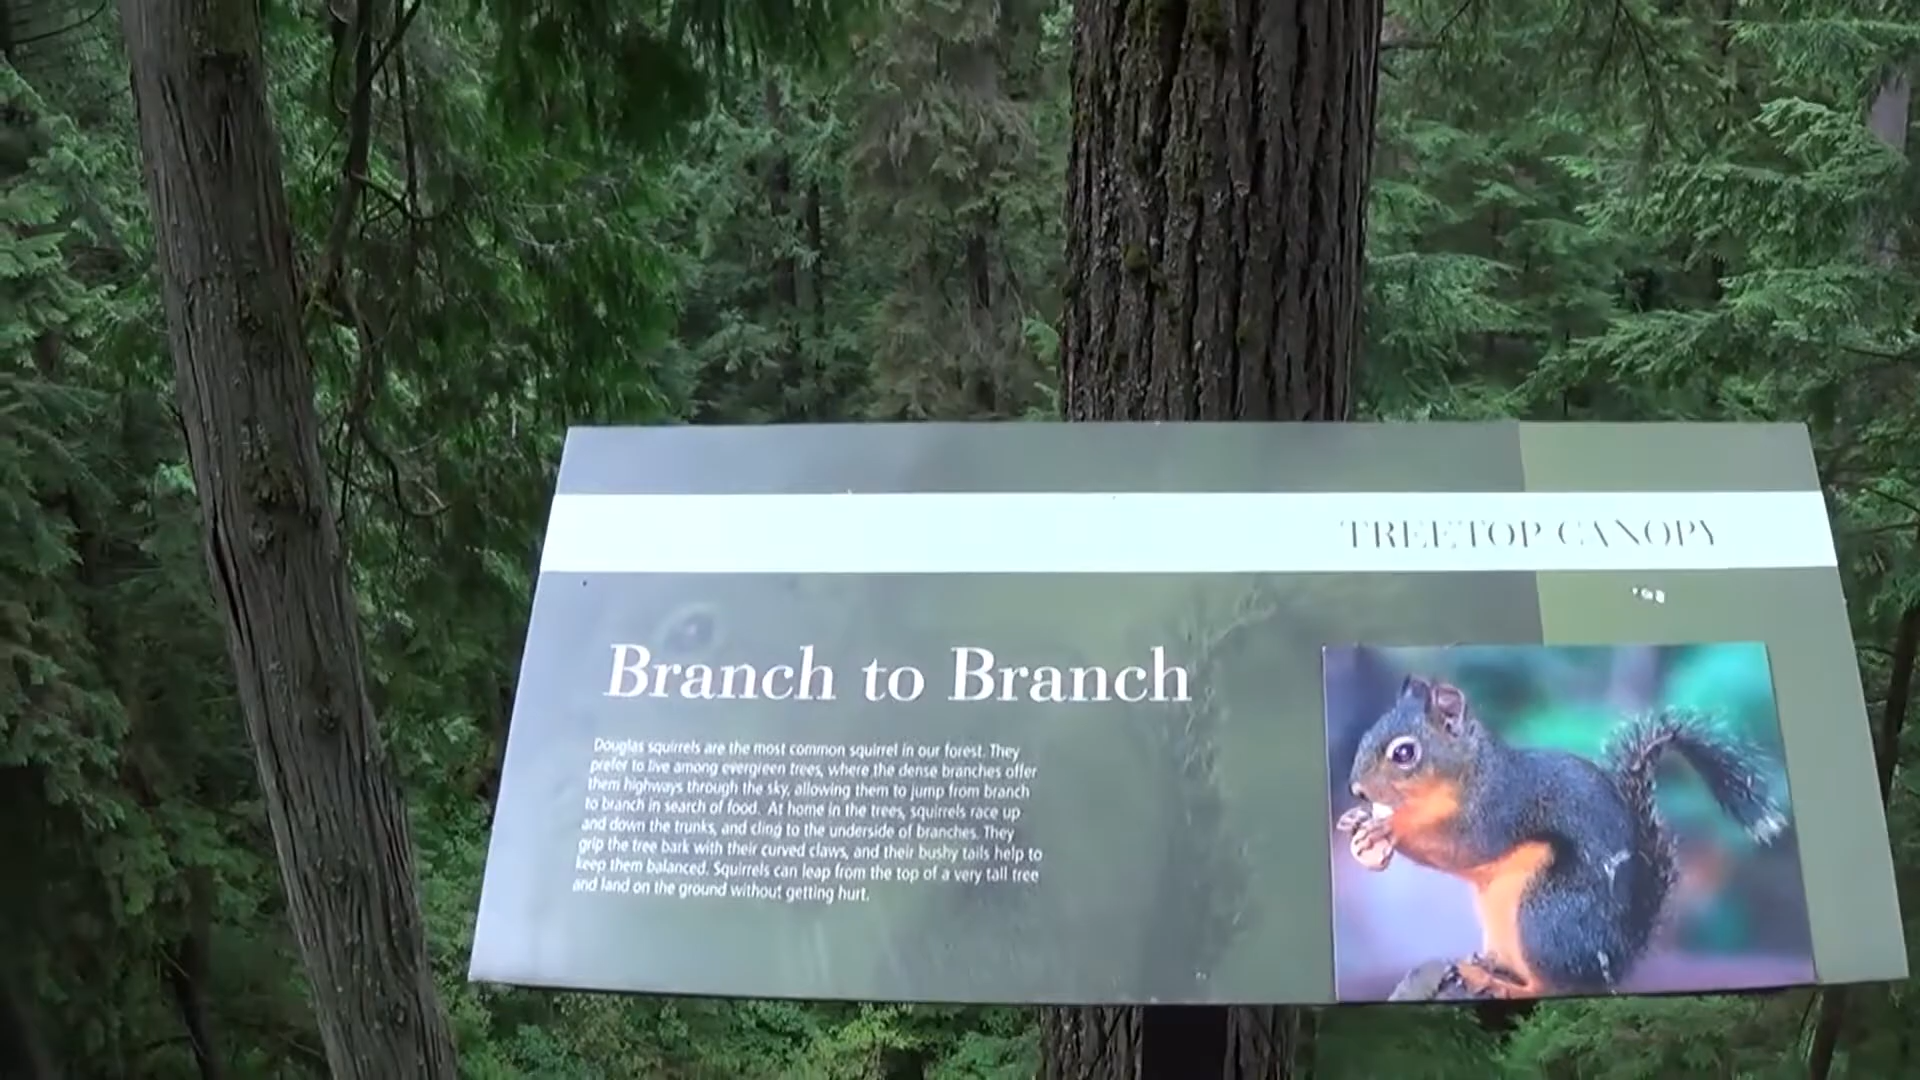 TREETOP CANOPY
Branch to Branch
Douglas squirrels are the most common squirrel in our forest. They
prefer to live among evergreen trees, where the dense branches offer
them highways through the sky, allowing them to jump from branch
to branch in search of food. At home in the trees, squirrels race up
and down the trunks, and cling to the underside of branches. They
grip the tree bark with their curved claws, and their bushy tails help to
keep them balanced. Squirrels can leap from the top of a very tall tree
and land on the ground without getting hurt.